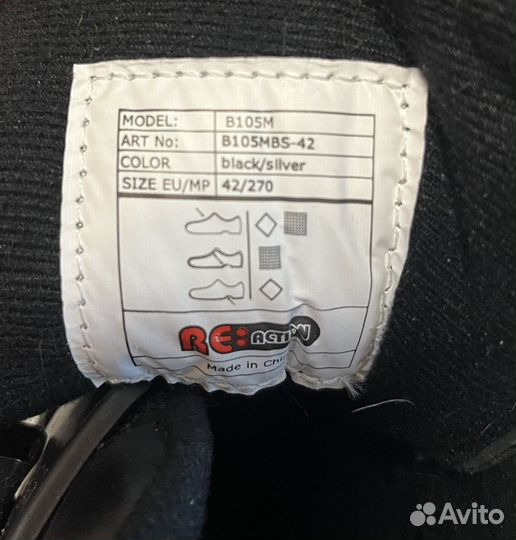 MODEL: B105M
ART No: B105MBS-42
COLOR black/silver
SIZE EU/MP 42/270
RE:ACTION
Made in
Avito